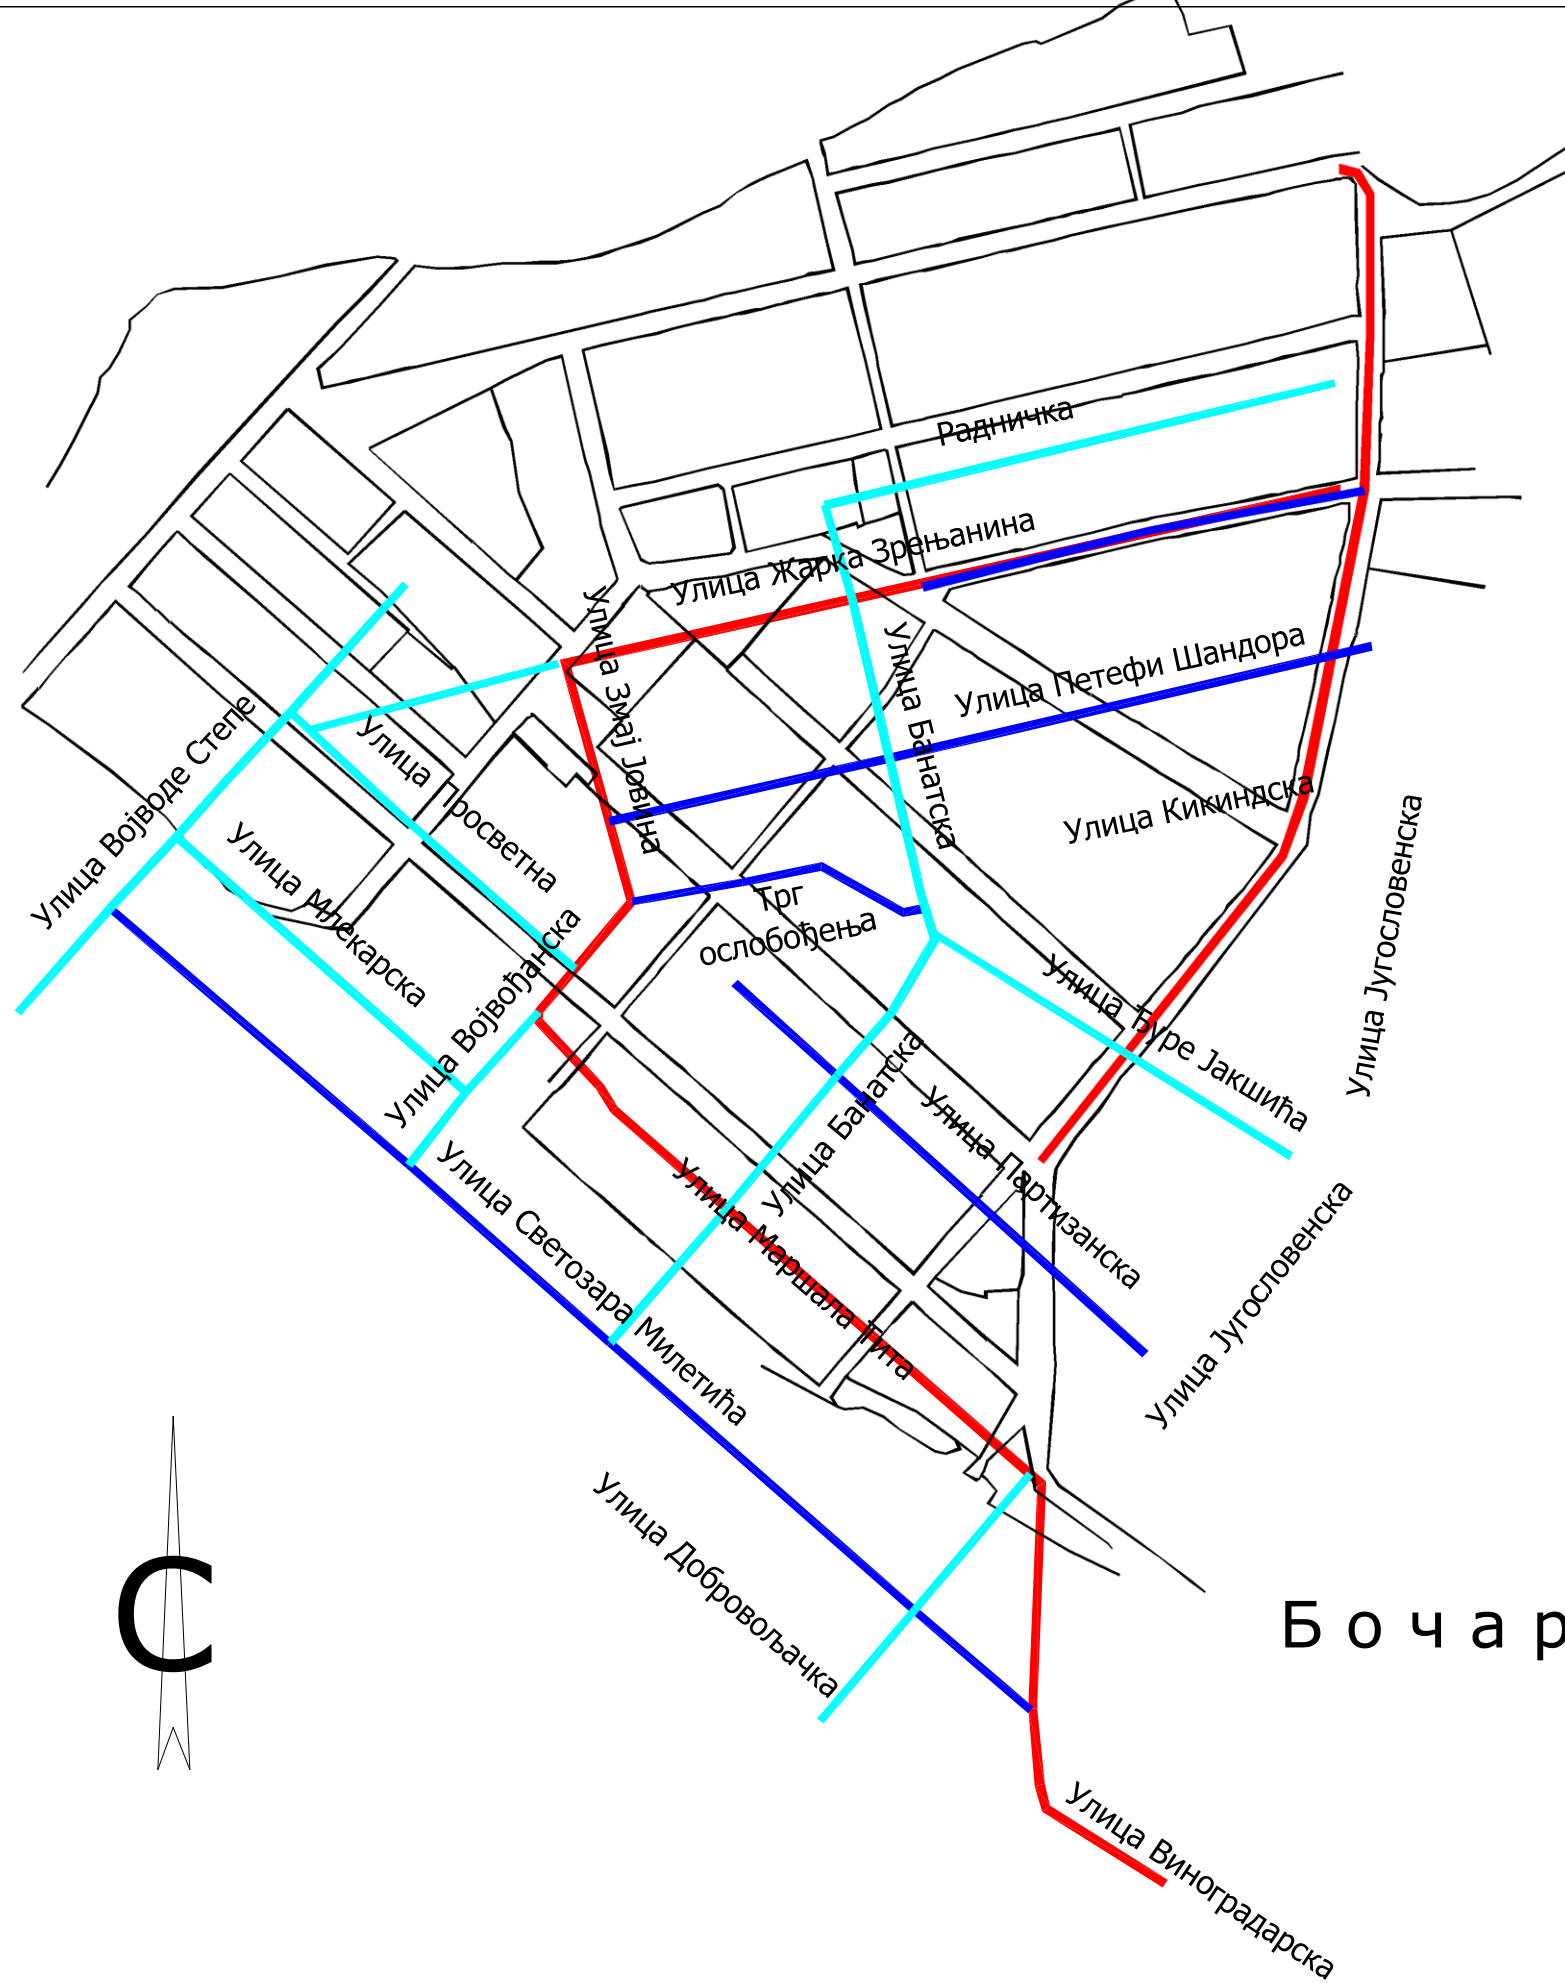 Радничка
Улица Жарка Зрењанина
Улица Змај Јовина
Улица Банатска
Улица Петефи Шандора
Улица Кикиндска
Улица Војводе Степе
Улица Просветна
Улица Млекарска
Улица Војвођанска
Трг
ослобођења
Улица Југословенска
Улица Ђуре Јакшића
Улица Банатска
Улица Партизанска
Улица Југословенска
Улица Маршала Тита
Улица Светозара Милетића
Улица Добровољачка
С
Бочар
Улица Виноградарска